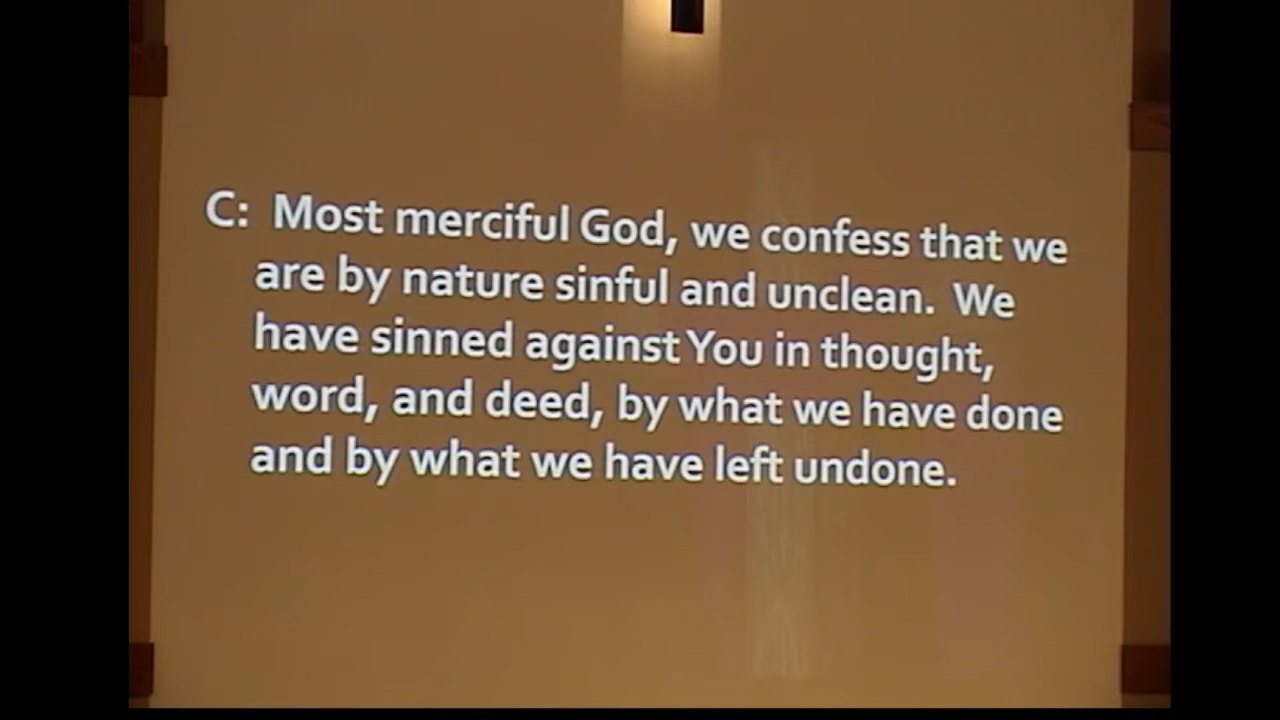 C: Most merciful God, we confess that we
are by nature sinful and unclean. We
have sinned against You in thought,
word, and deed, by what we have done
and by what we have left undone.